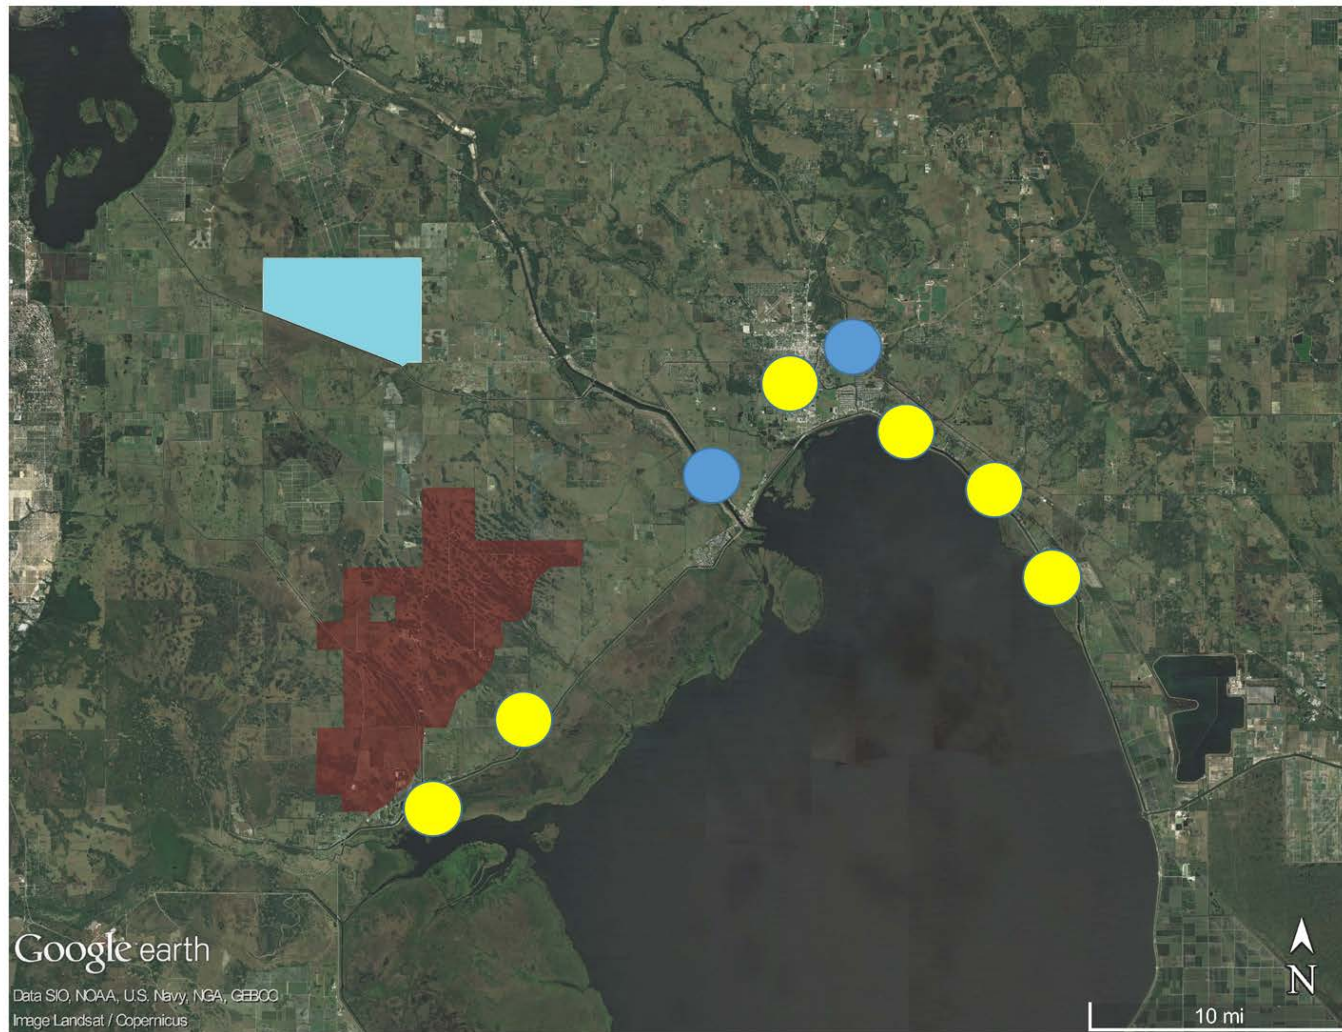 Google earth
Data SIO, NOAA, U.S. Navy, NGA, GEBCO
Image Landsat / Copernicus
N
10 mi